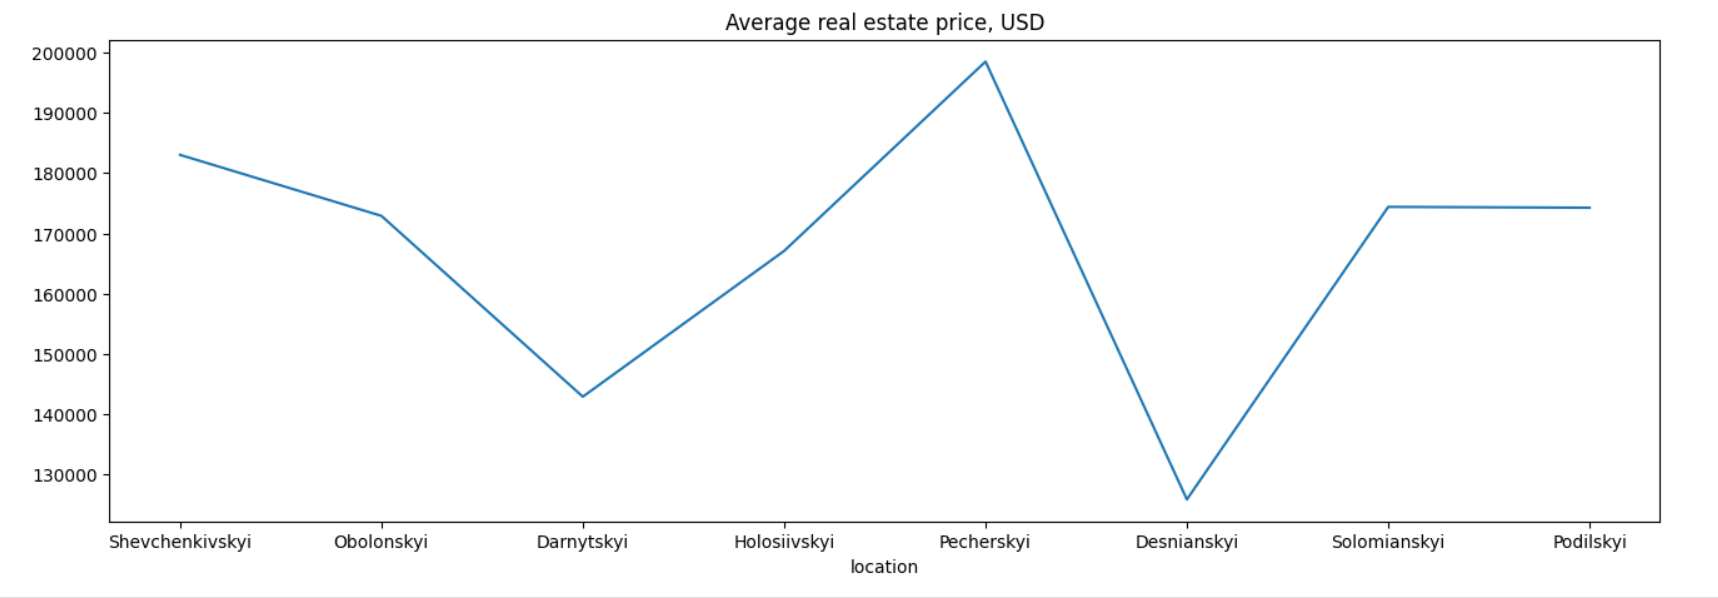 Average real estate price, USD
200000
190000
180000
170000
160000
150000
140000
130000
Shevchenkivskyi Obolonskyi Darnytskyi Holosiivskyi Pecherskyi Desnianskyi Solomianskyi Podilskyi
location